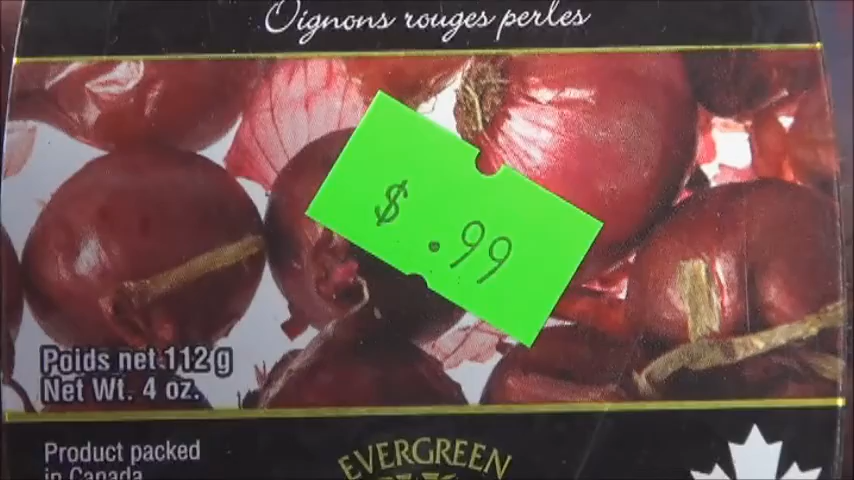 Oignons rouges perles
$ .99
Poids net 112 g
Net Wt. 4 oz.
Product packed
in Canada
EVERGREEN